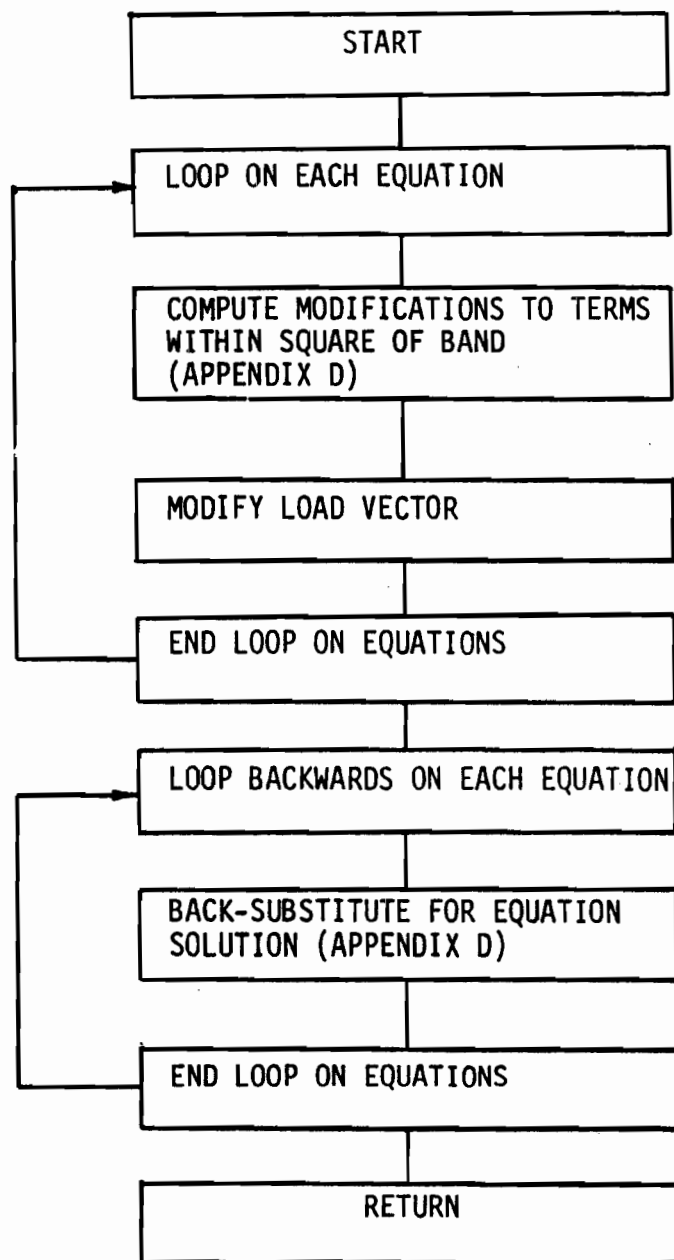 START
LOOP ON EACH EQUATION
COMPUTE MODIFICATIONS TO TERMS
WITHIN SQUARE OF BAND
(APPENDIX D)
MODIFY LOAD VECTOR
END LOOP ON EQUATIONS
LOOP BACKWARDS ON EACH EQUATION
BACK-SUBSTITUTE FOR EQUATION
SOLUTION (APPENDIX D)
END LOOP ON EQUATIONS
RETURN